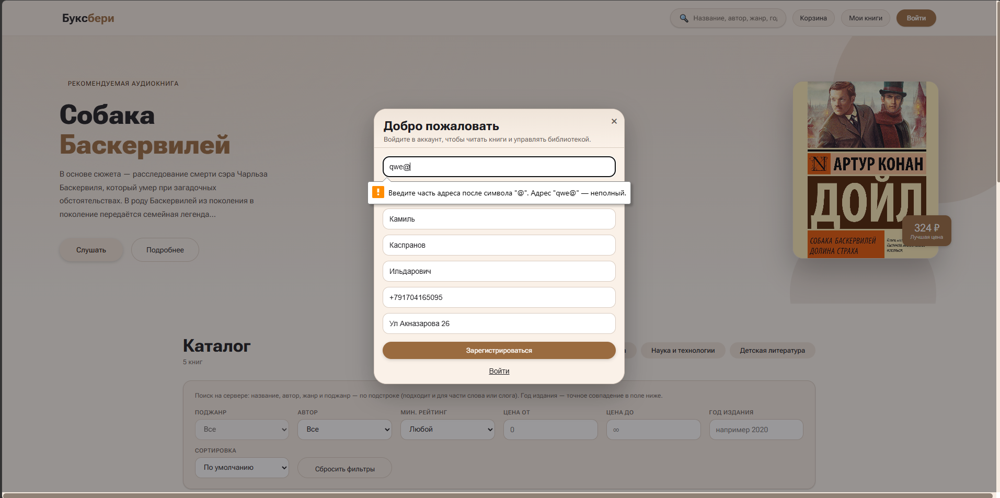 Буксбери
Название, автор, жанр, го
Корзина
Мои книги
Войти
РЕКОМЕНДУЕМАЯ АУДИОКНИГА
Собака
Баскервилей
В основе сюжета — расследование смерти сэра Чарльза
Баскервиля, который умер при загадочных
обстоятельствах. В роду Баскервилей из поколения в
поколение передаётся семейная легенда...
Слушать
Подробнее
АРТУР КОНАН
ДОЙЛ
СОБАКА БАСКЕРВИЛЕЙ
ДОЛИНА СТРАХА
324 ₽
Лучшая цена
Добро пожаловать
×
Войдите в аккаунт, чтобы читать книги и управлять библиотекой.
qwe@
Введите часть адреса после символа "@". Адрес "qwe@" — неполный.
Камиль
Каспранов
Ильдарович
+791704165095
Ул Акназарова 26
Зарегистрироваться
Войти
Каталог
5 книг
Наука и технологии
Детская литература
Поиск на сервере: название, автор, жанр и поджанр — по подстроке (подходит и для части слова или слога). Год издания — точное совпадение в поле ниже.
ПОДЖАНР
АВТОР
МИН. РЕЙТИНГ
ЦЕНА ОТ
ЦЕНА ДО
ГОД ИЗДАНИЯ
Все
Все
Любой
0
∞
например 2020
СОРТИРОВКА
По умолчанию
Сбросить фильтры